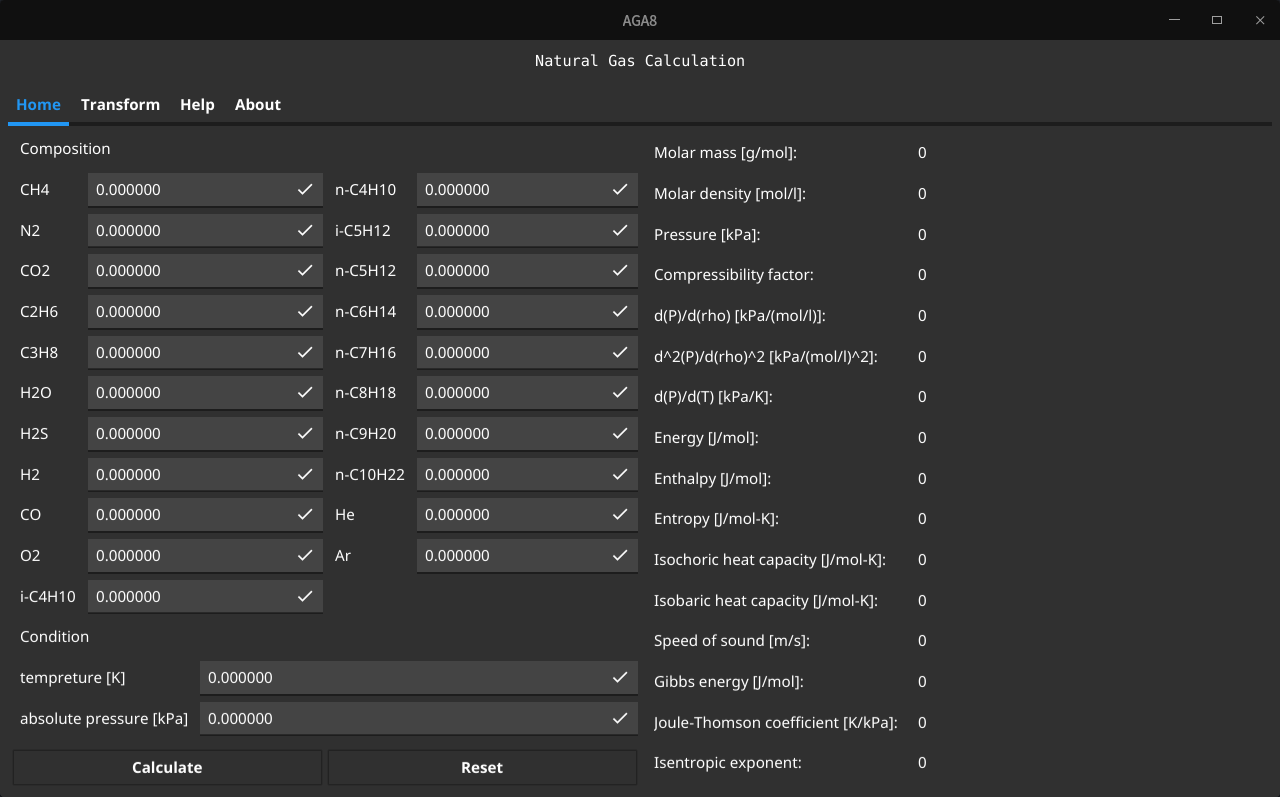 AGA8
Natural Gas Calculation
Home Transform Help About
Composition
CH4 0.000000 n-C4H10 0.000000
N2 0.000000 i-C5H12 0.000000
CO2 0.000000 n-C5H12 0.000000
C2H6 0.000000 n-C6H14 0.000000
C3H8 0.000000 n-C7H16 0.000000
H2O 0.000000 n-C8H18 0.000000
H2S 0.000000 n-C9H20 0.000000
H2 0.000000 n-C10H22 0.000000
CO 0.000000 He 0.000000
O2 0.000000 Ar 0.000000
i-C4H10 0.000000
Condition
tempreture [K] 0.000000
absolute pressure [kPa] 0.000000
Calculate Reset
Molar mass [g/mol]: 0
Molar density [mol/l]: 0
Pressure [kPa]: 0
Compressibility factor: 0
d(P)/d(rho) [kPa/(mol/l)]: 0
d^2(P)/d(rho)^2 [kPa/(mol/l)^2]: 0
d(P)/d(T) [kPa/K]: 0
Energy [J/mol]: 0
Enthalpy [J/mol]: 0
Entropy [J/mol-K]: 0
Isochoric heat capacity [J/mol-K]: 0
Isobaric heat capacity [J/mol-K]: 0
Speed of sound [m/s]: 0
Gibbs energy [J/mol]: 0
Joule-Thomson coefficient [K/kPa]: 0
Isentropic exponent: 0